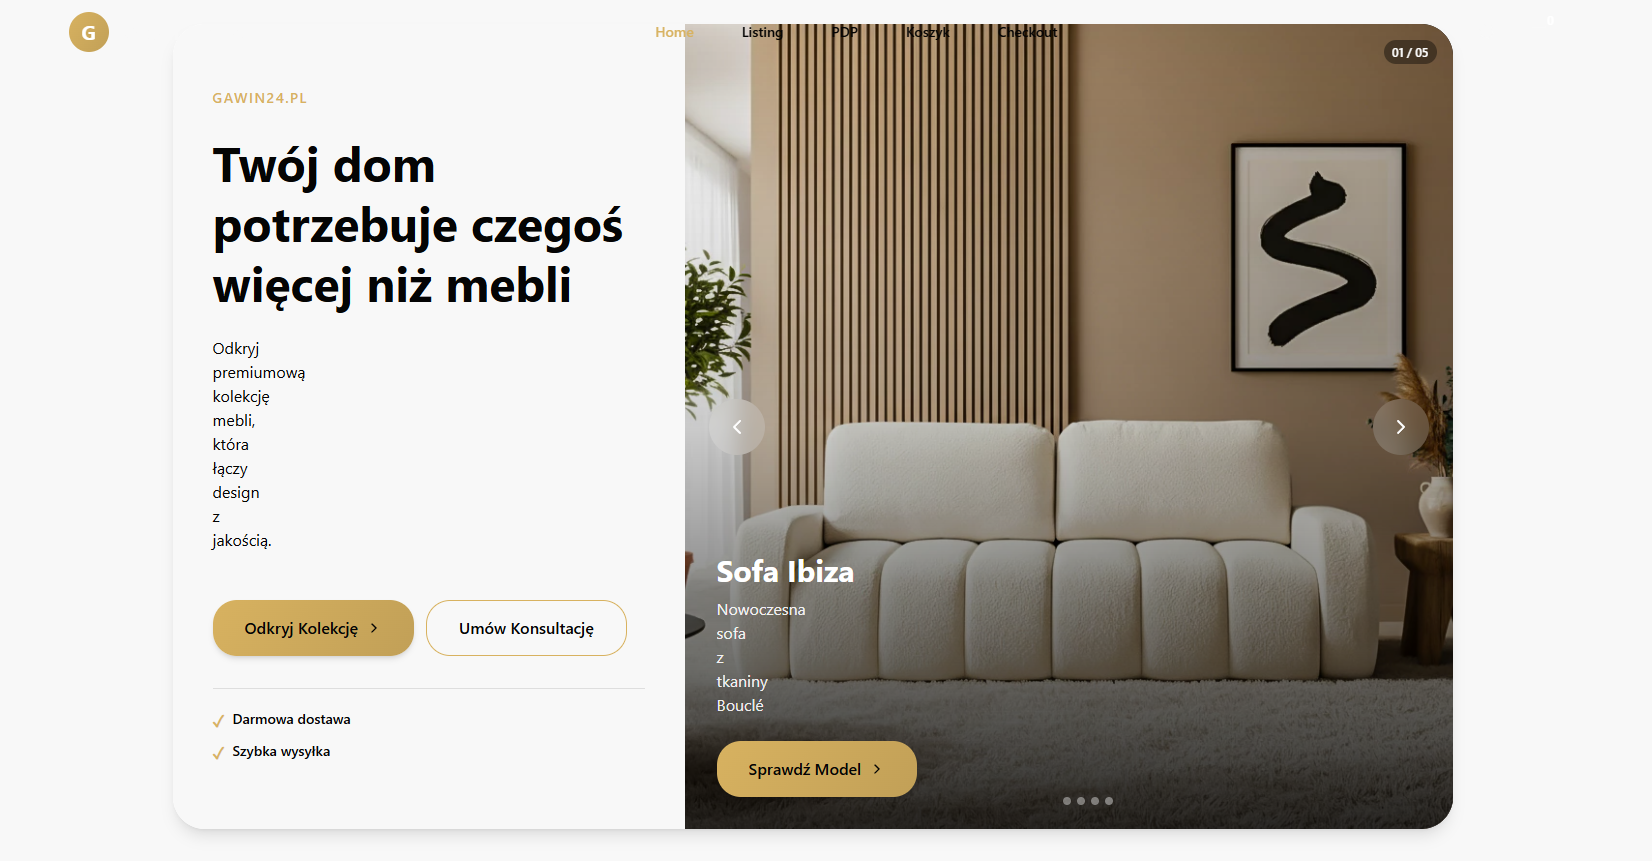 G
Home Listing PDP Koszyk Checkout
0
01 / 05
GAWIN24.PL
Twój dom
potrzebuje czegoś
więcej niż mebli
Odkryj
premiumową
kolekcję
mebli,
która
łączy
design
z
jakością.
Odkryj Kolekcję
Umów Konsultację
Darmowa dostawa
Szybka wysyłka
Sofa Ibiza
Nowoczesna
sofa
z
tkaniny
Bouclé
Sprawdź Model